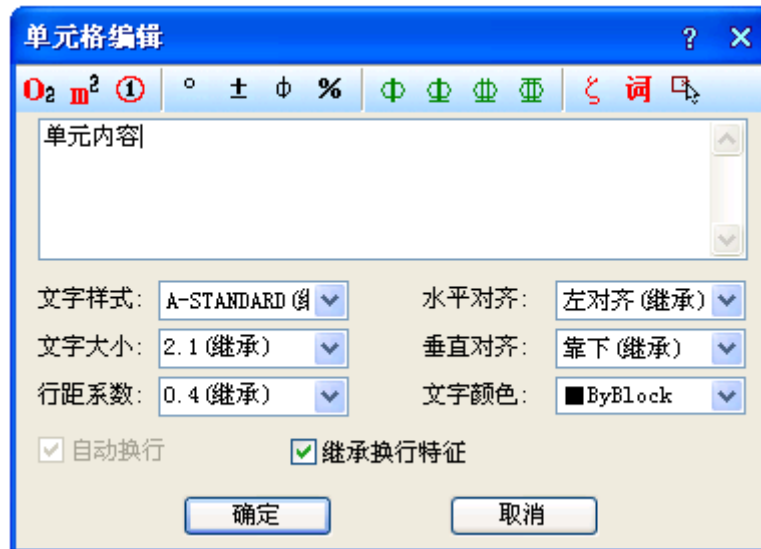 单元格编辑
O₂ m² ① ° ± φ % 词
单元内容
文字样式: A-STANDARD(
水平对齐: 左对齐(继承)
文字大小: 2.1(继承)
垂直对齐: 靠下(继承)
行距系数: 0.4(继承)
文字颜色: ■ByBlock
自动换行
继承换行特征
确定
取消